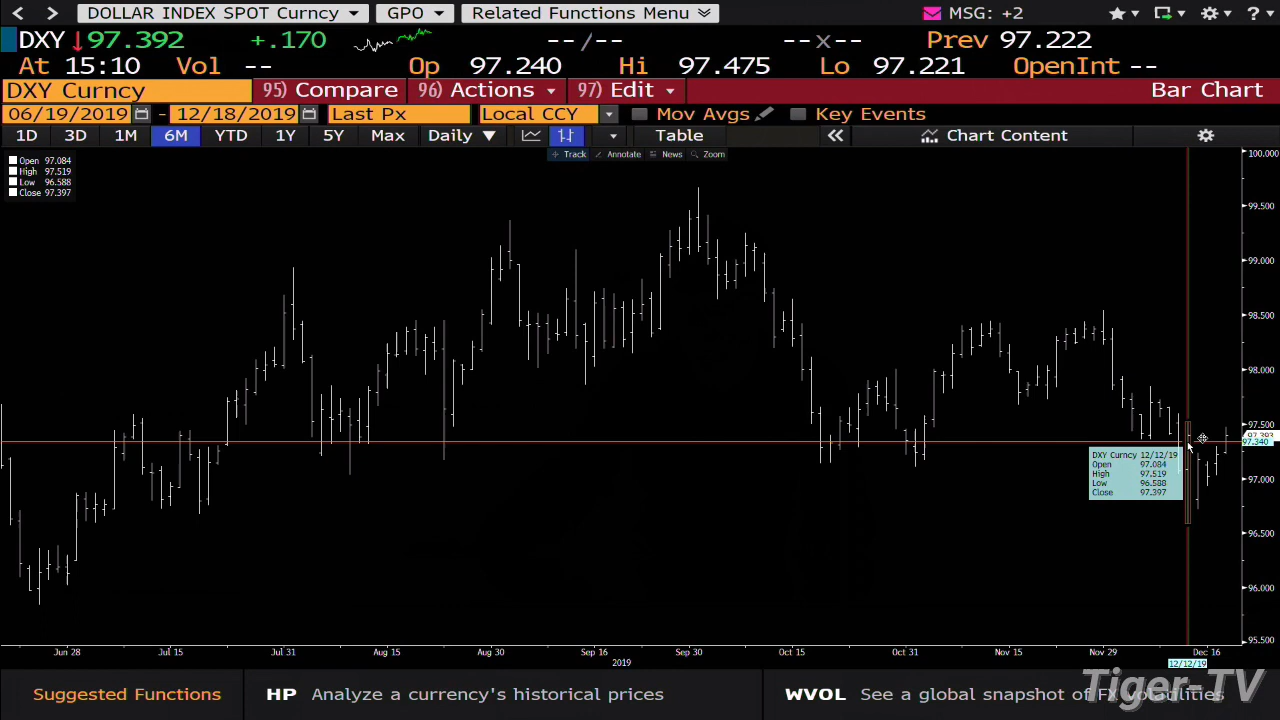 DOLLAR INDEX SPOT Curncy GPO Related Functions Menu MSG: +2 ?
DXY 97.392 +.170 --/-- --x-- Prev 97.222
At 15:10 Vol -- Op 97.240 Hi 97.475 Lo 97.221 OpenInt --
DXY Curncy 95) Compare 96) Actions 97) Edit Bar Chart
06/19/2019 - 12/18/2019 Last Px Local CCY Mov Avgs Key Events
1D 3D 1M 6M YTD 1Y 5Y Max Daily Table Chart Content
Track Annotate News Zoom
Open 97.084
High 97.519
Low 96.588
Close 97.397
100.000
99.500
99.000
98.500
98.000
97.500
97.340
97.000
96.500
96.000
95.500
DXY Curncy 12/12/19
Open 97.084
High 97.519
Low 96.588
Close 97.397
Jun 28 Jul 15 Jul 31 Aug 15 Aug 30 Sep 16 Sep 30 Oct 15 Oct 31 Nov 15 Nov 29 Dec 16
2019
12/12/19
Suggested Functions HP Analyze a currency's historical prices WVOL See a global snapshot of FX volatilities
Tiger-TV